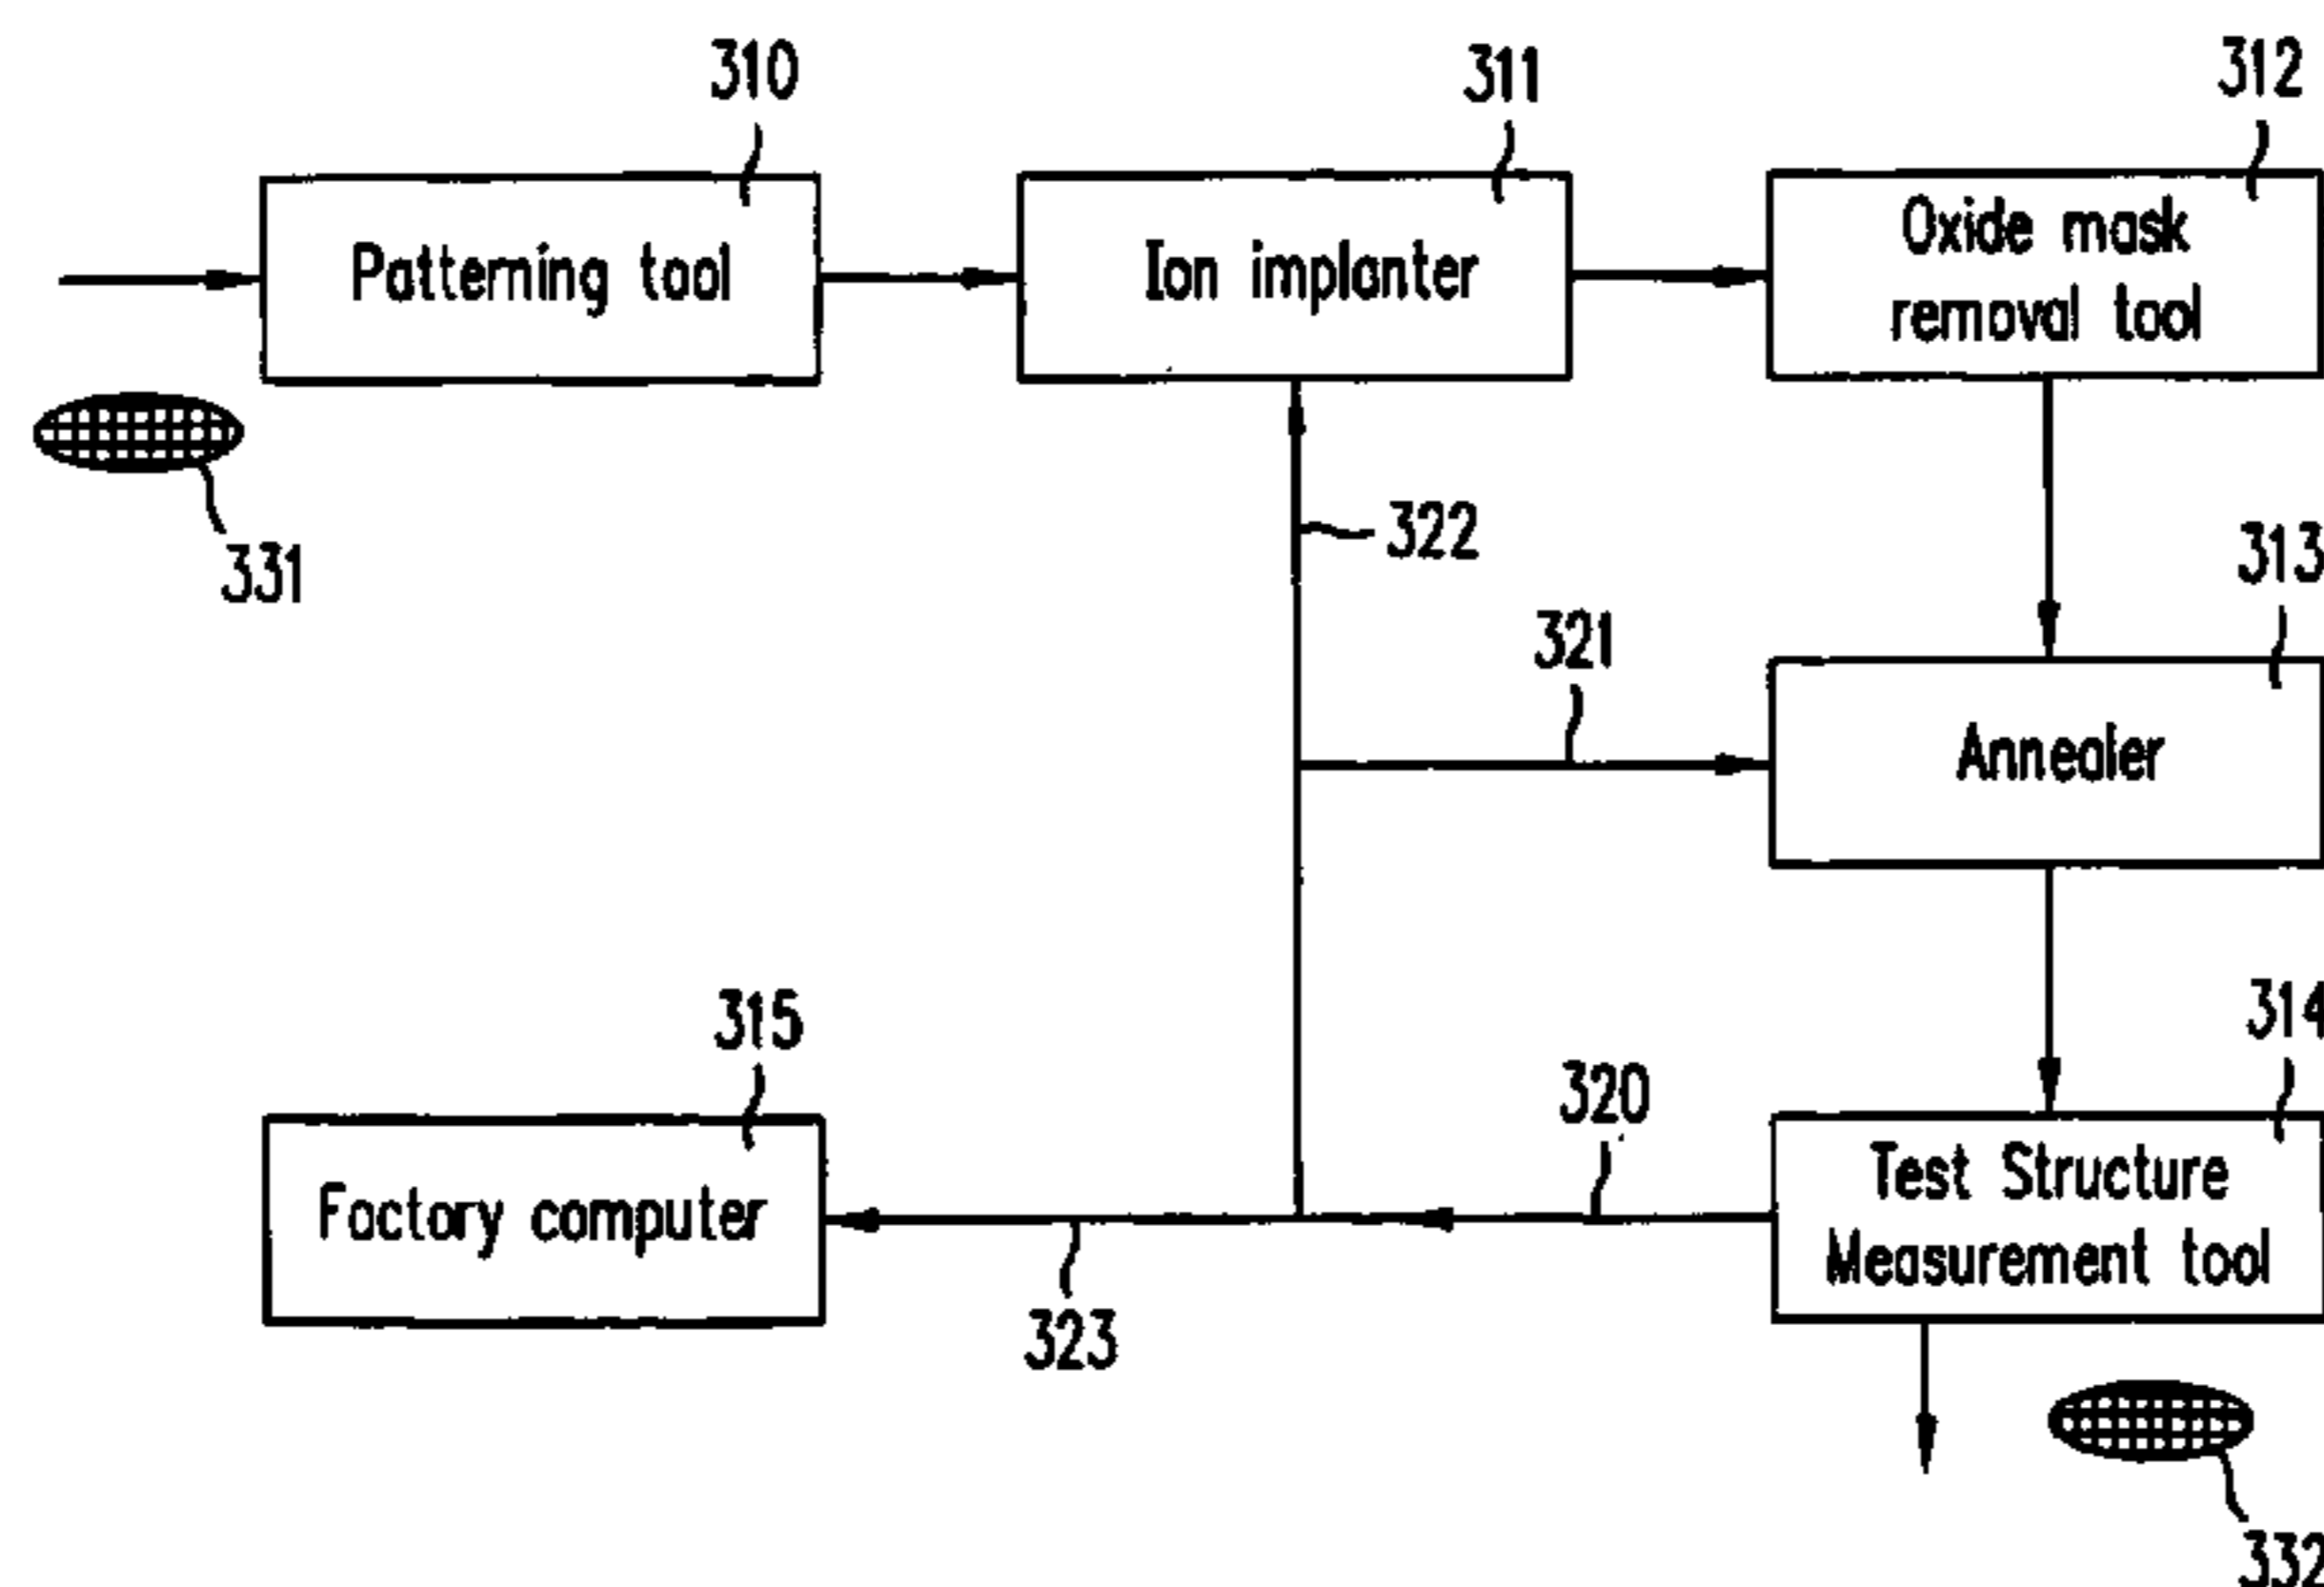 310
311
312
Patterning tool
Ion implanter
Oxide mask
removal tool
331
322
321
313
Annealer
315
320
314
Factory computer
Test Structure
Measurement tool
323
332